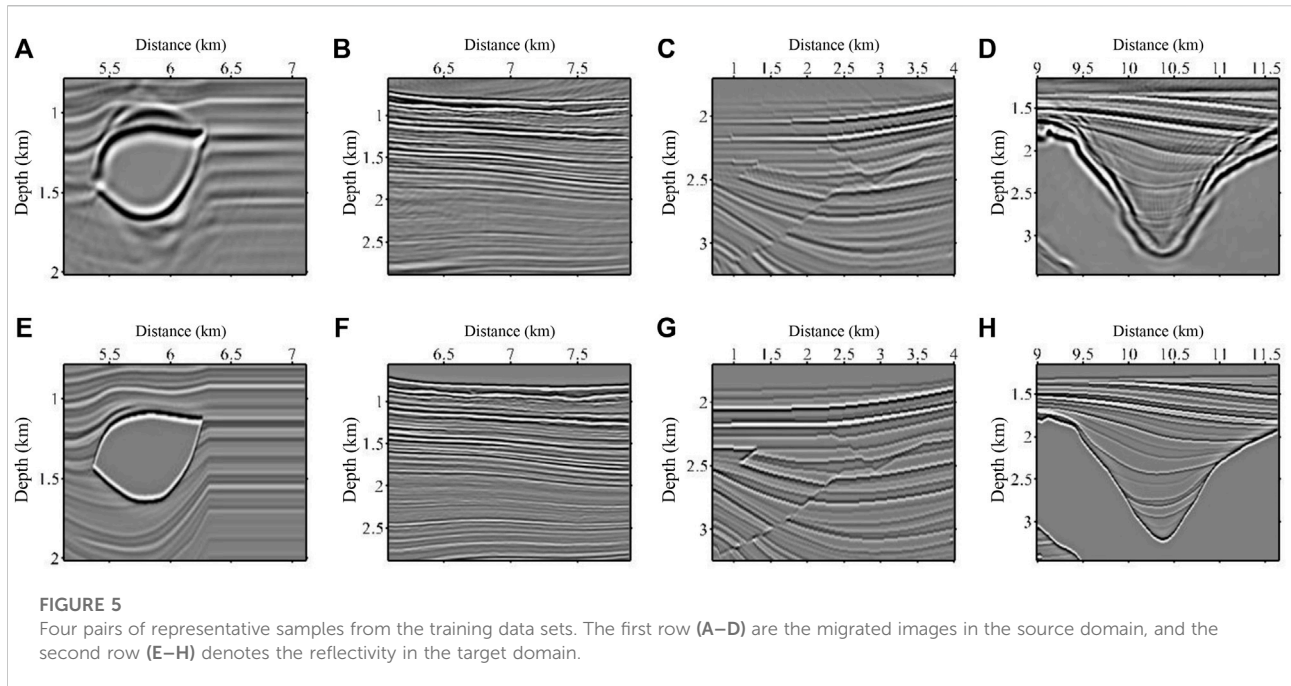 A Distance (km) B Distance (km) C Distance (km) D Distance (km)
5.5 6 6.5 7 6.5 7 7.5 1 1.5 2 2.5 3 3.5 4 9 9.5 10 10.5 11 11.5
Depth (km) 1 1.5 2
Depth (km) 1 1.5 2 2.5
Depth (km) 2 2.5 3
Depth (km) 1.5 2 2.5 3
E Distance (km) F Distance (km) G Distance (km) H Distance (km)
5.5 6 6.5 7 6.5 7 7.5 1 1.5 2 2.5 3 3.5 4 9 9.5 10 10.5 11 11.5
Depth (km) 1 1.5 2
Depth (km) 1 1.5 2 2.5
Depth (km) 2 2.5 3
Depth (km) 1.5 2 2.5 3
FIGURE 5
Four pairs of representative samples from the training data sets. The first row (A–D) are the migrated images in the source domain, and the
second row (E–H) denotes the reflectivity in the target domain.